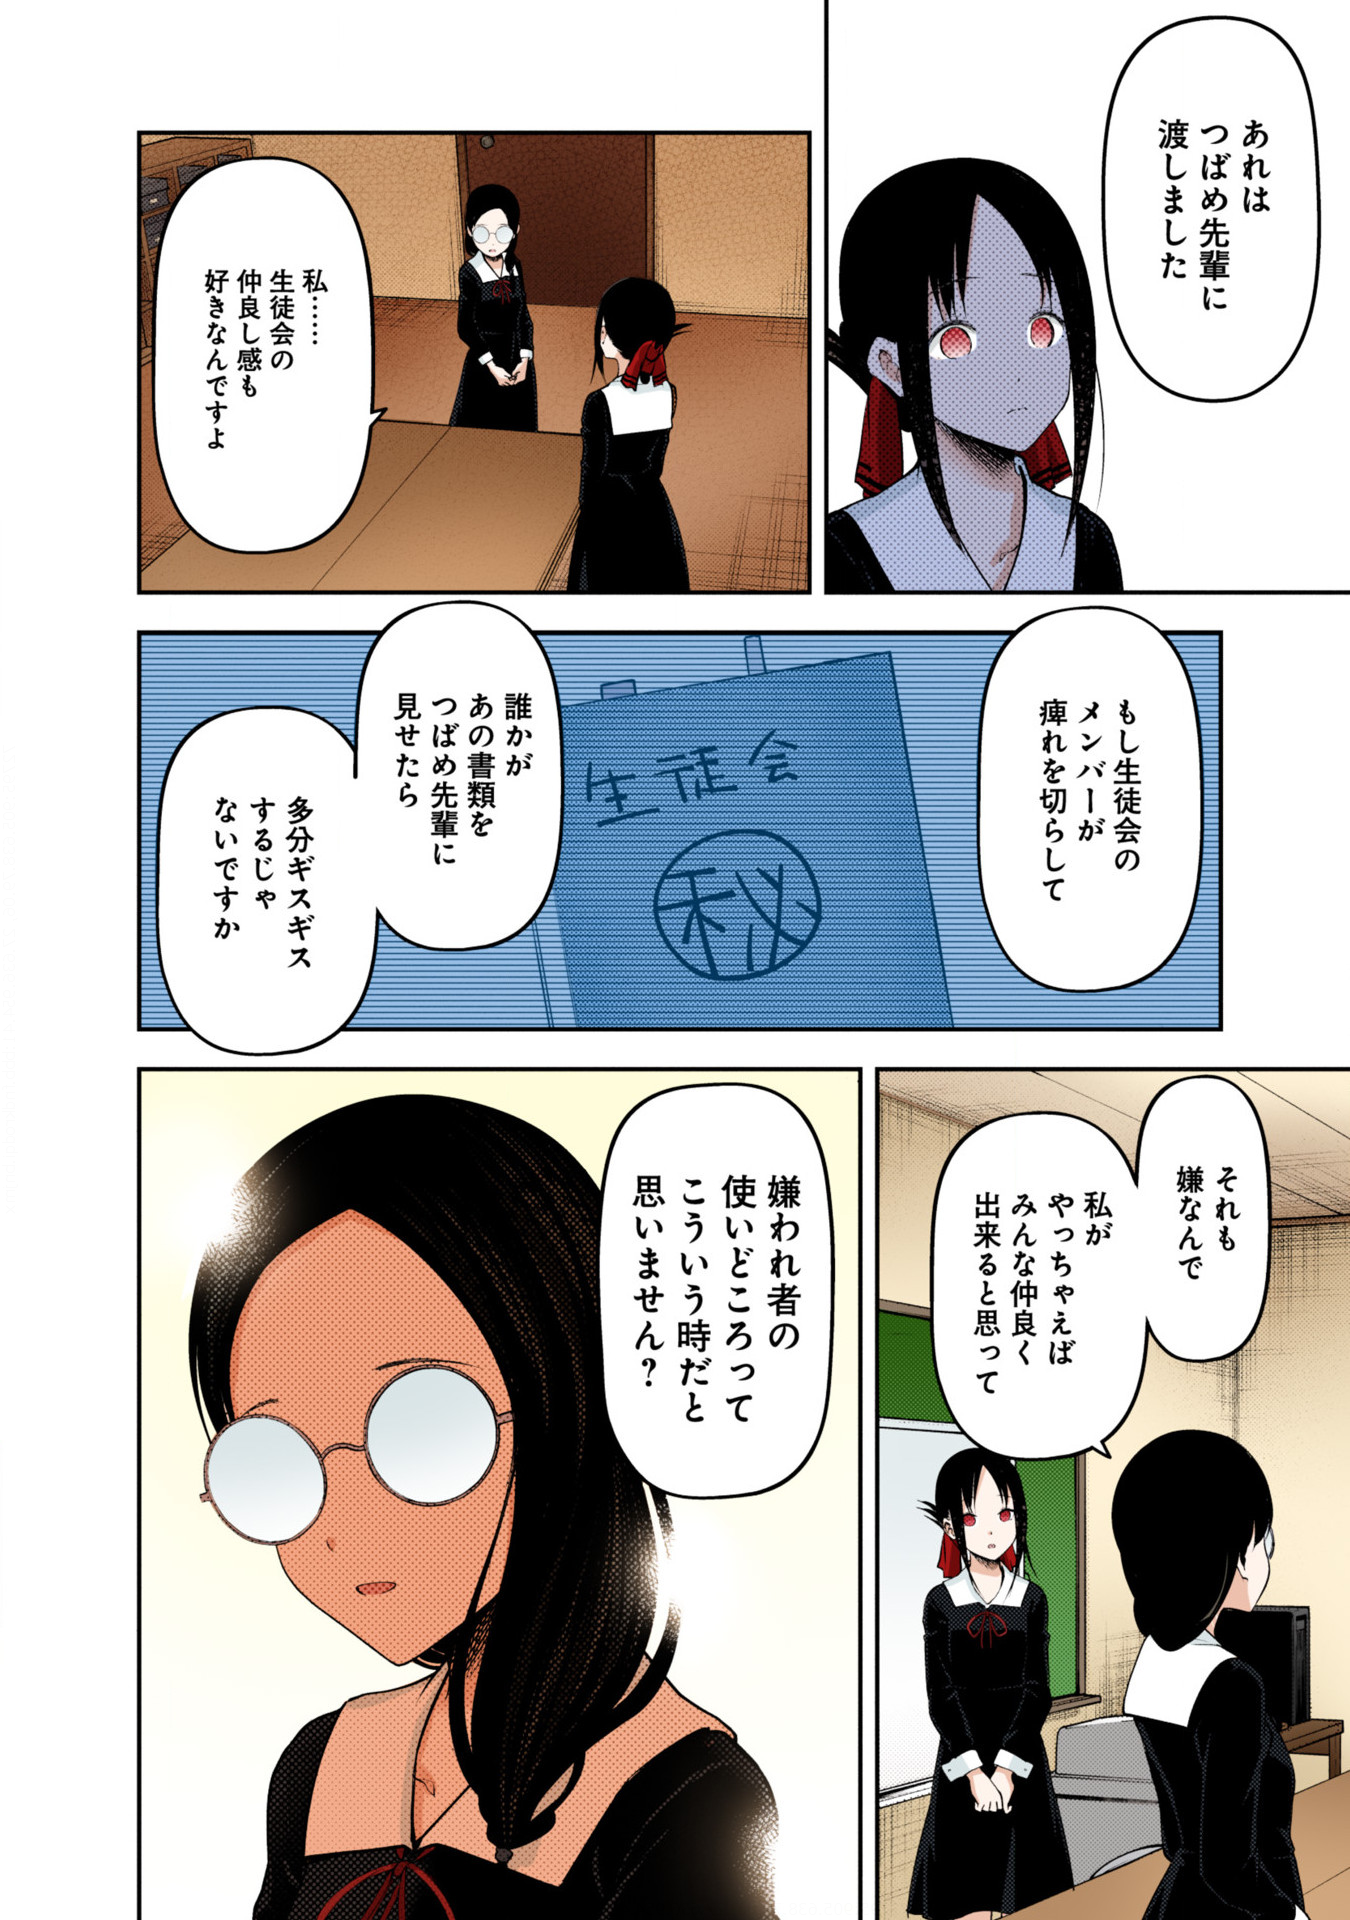 あれは
つばめ先輩に
渡しました
私……
生徒会の
仲良し感も
好きなんですよ
もし生徒会の
メンバーが
痺れを切らして
生徒会
秘
誰かが
あの書類を
つばめ先輩に
見せたら
多分ギスギス
するじゃ
ないですか
それも
嫌なんで
私が
やっちゃえば
みんな仲良く
出来ると思って
嫌われ者の
使いどころって
こういう時だと
思いません?